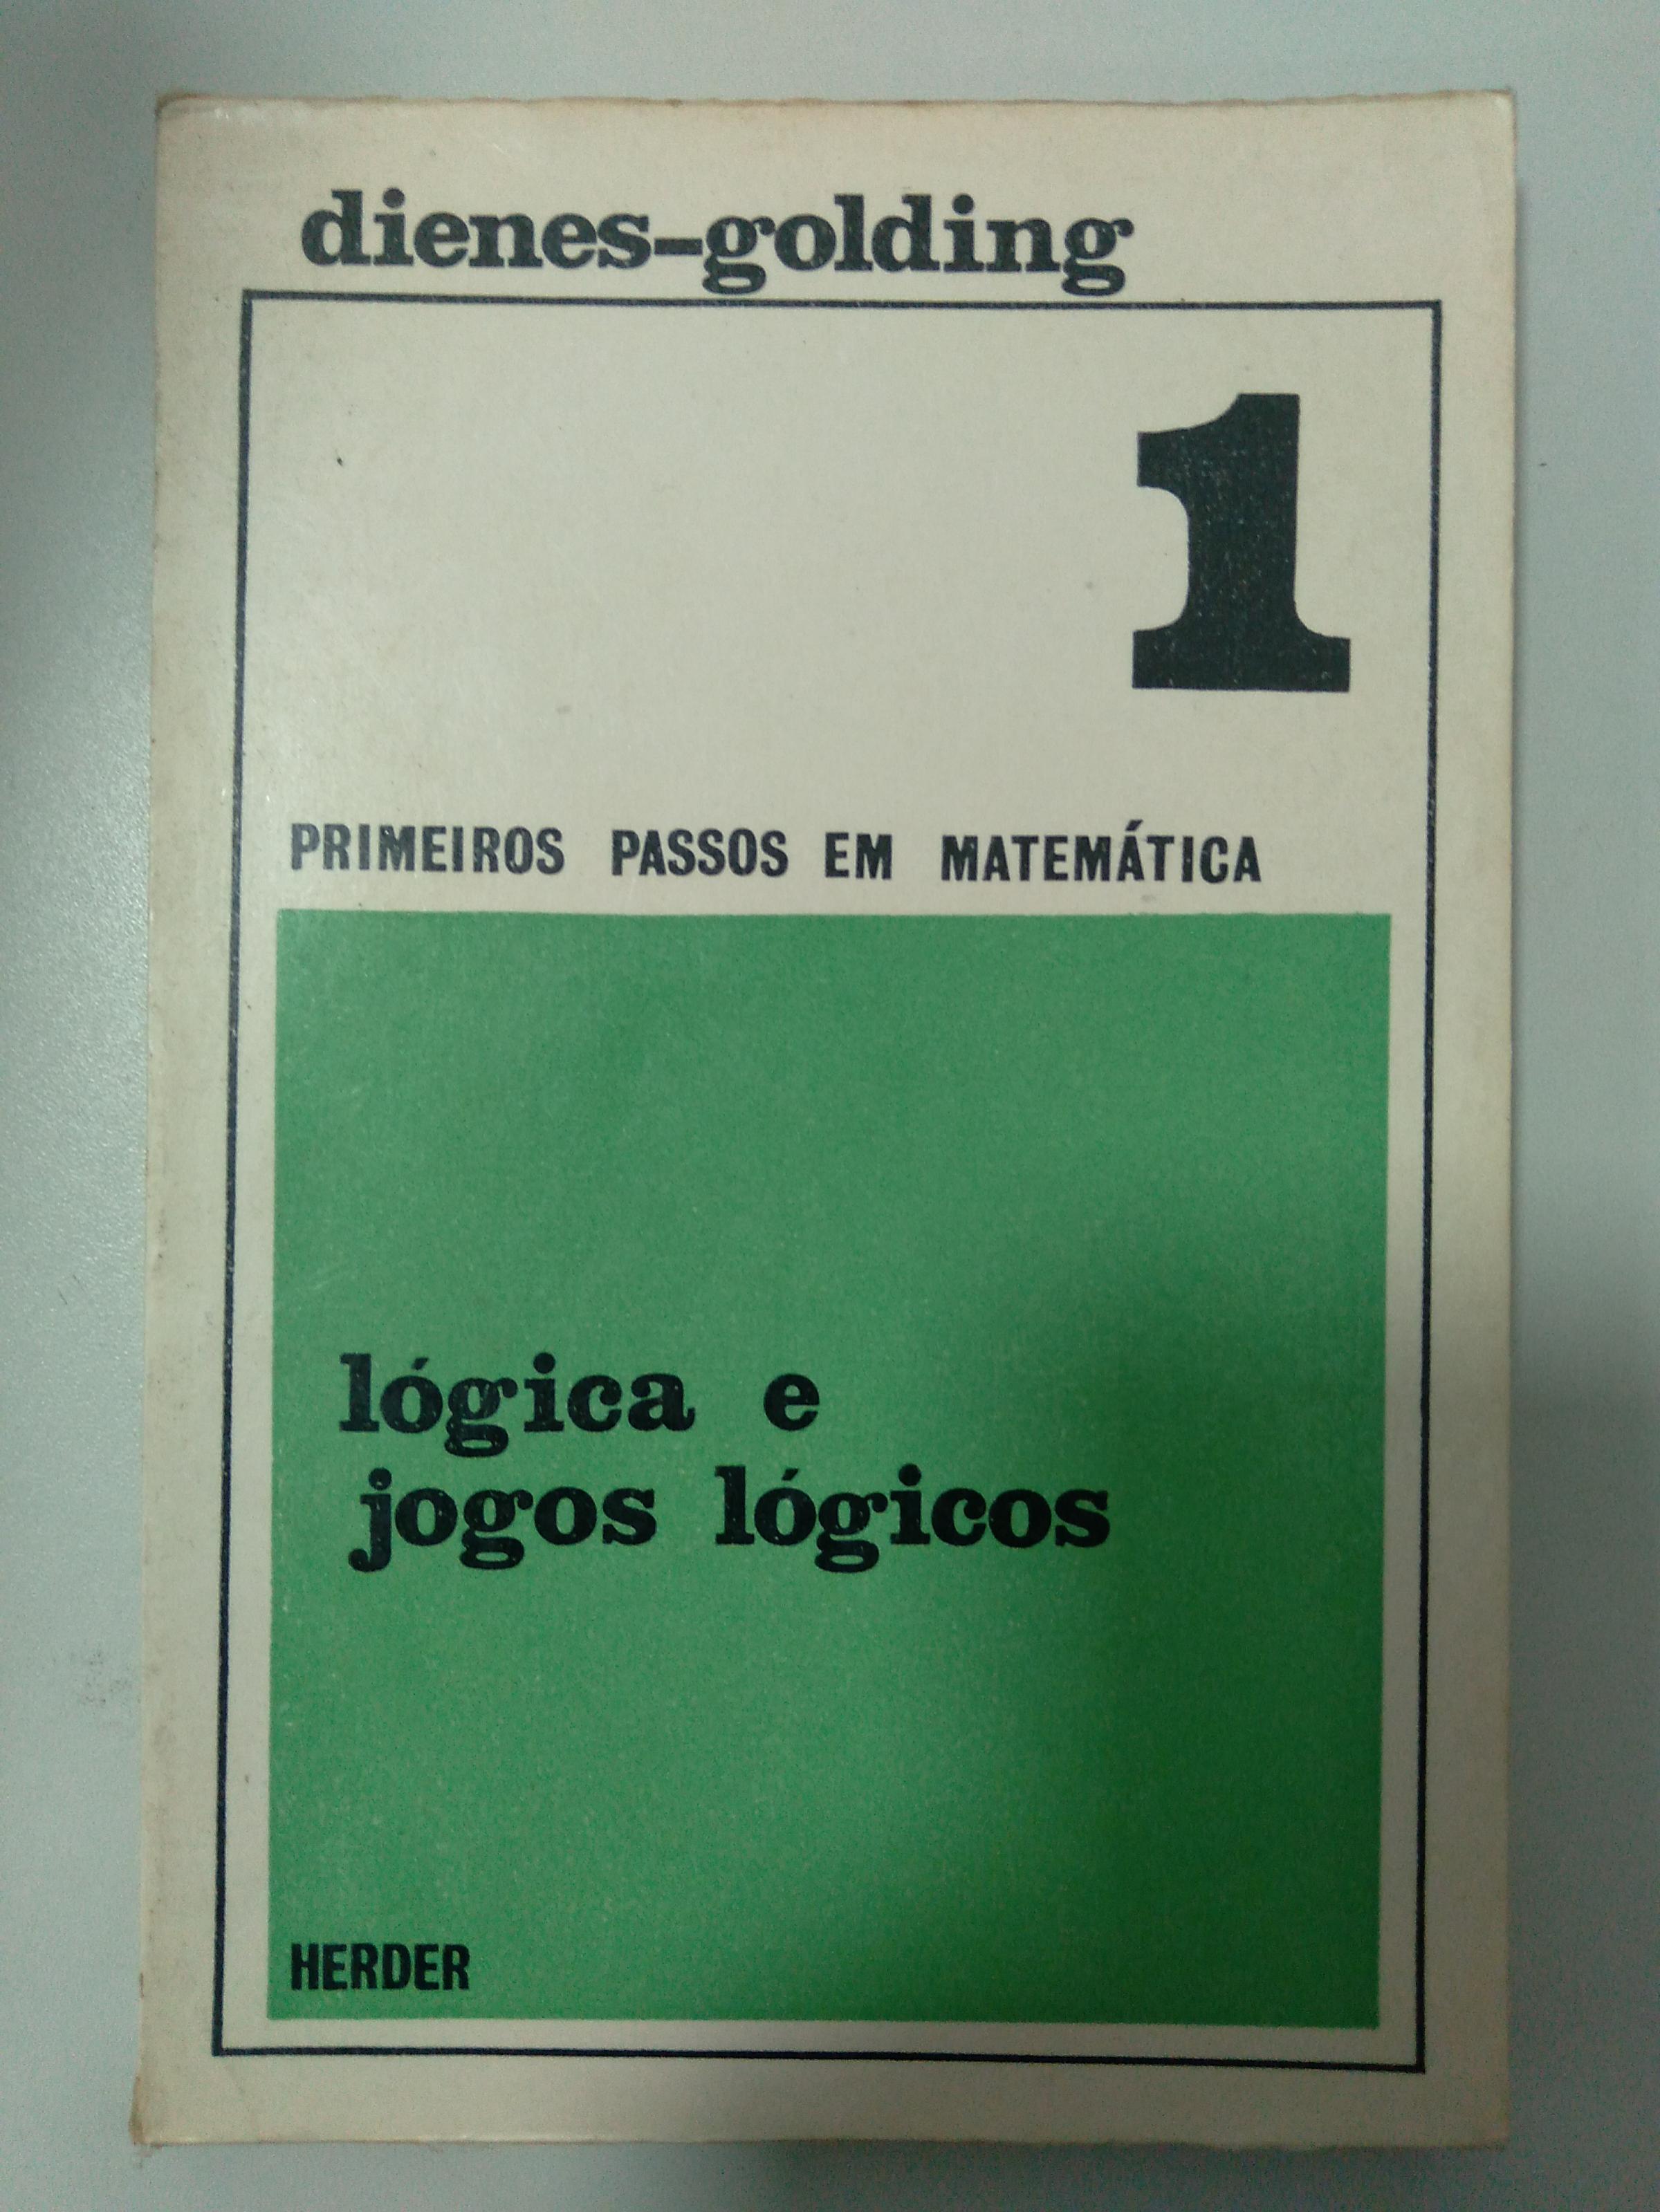 dienes-golding
1
PRIMEIROS PASSOS EM MATEMÁTICA
lógica e
jogos lógicos
HERDER